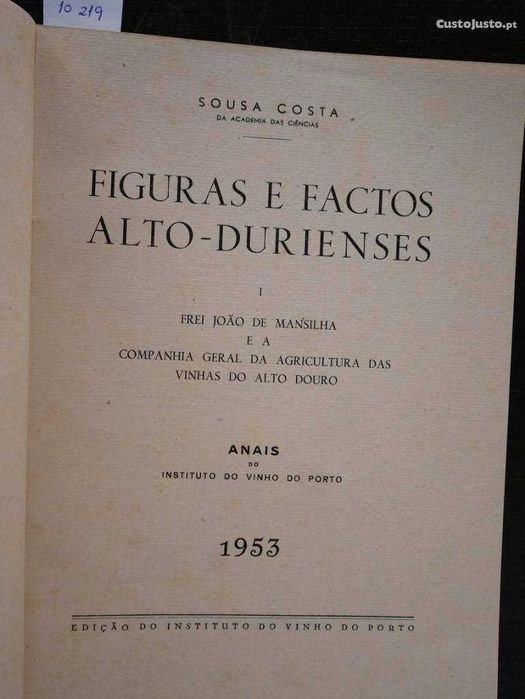 10 219
CustoJusto.pt
SOUSA COSTA
DA ACADEMIA DAS CIÊNCIAS
FIGURAS E FACTOS
ALTO-DURIENSES
I
FREI JOÃO DE MANSILHA
E A
COMPANHIA GERAL DA AGRICULTURA DAS
VINHAS DO ALTO DOURO
ANAIS
DO
INSTITUTO DO VINHO DO PORTO
1953
EDIÇÃO DO INSTITUTO DO VINHO DO PORTO